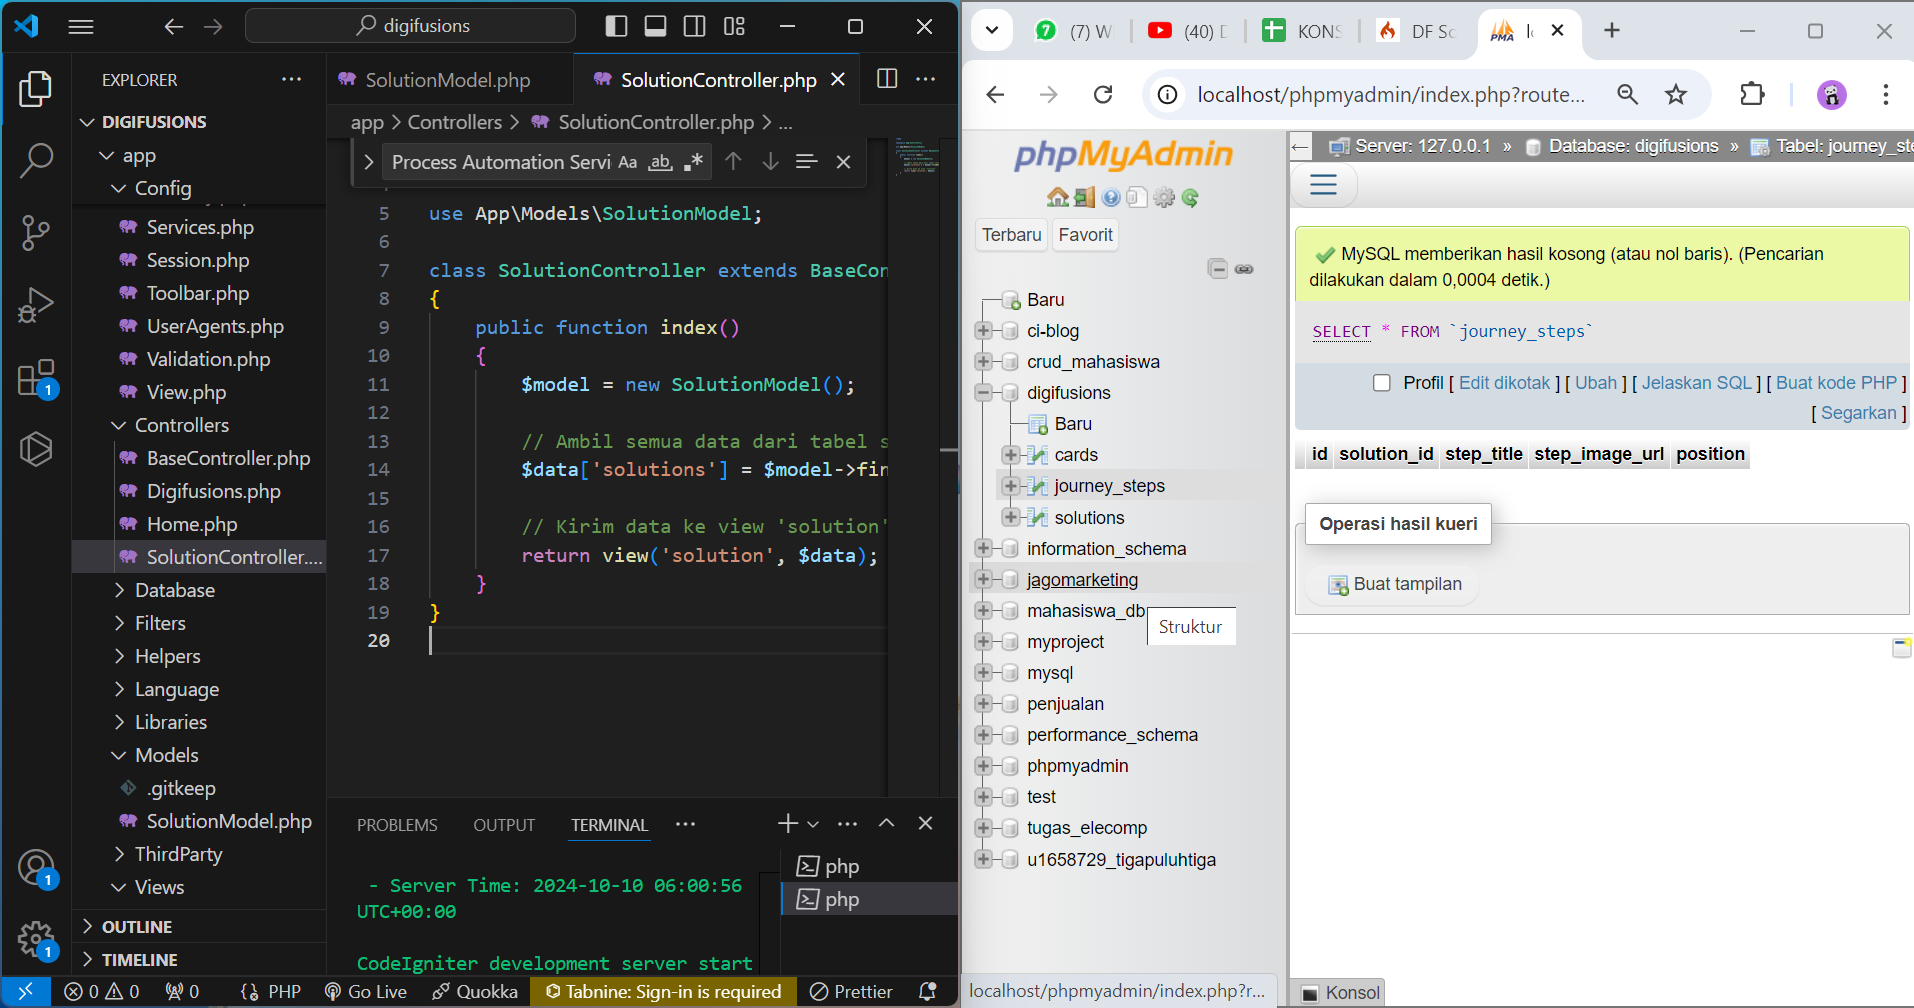 digifusions
EXPLORER
DIGIFUSIONS
app
Config
Services.php
Session.php
Toolbar.php
UserAgents.php
Validation.php
View.php
Controllers
BaseController.php
Digifusions.php
Home.php
SolutionController....
Database
Filters
Helpers
Language
Libraries
Models
.gitkeep
SolutionModel.php
ThirdParty
Views
OUTLINE
TIMELINE
1
1
1
SolutionModel.php
SolutionController.php
app > Controllers > SolutionController.php > ...
Process Automation Servi Aa ab, .*
5 use App\Models\SolutionModel;
6
7 class SolutionController extends BaseCon
8 {
9 public function index()
10 {
11 $model = new SolutionModel();
12
13 // Ambil semua data dari tabel s
14 $data['solutions'] = $model->fin
15
16 // Kirim data ke view 'solution'
17 return view('solution', $data);
18 }
19 }
20
PROBLEMS OUTPUT TERMINAL
- Server Time: 2024-10-10 06:00:56
UTC+00:00
CodeIgniter development server start
php
php
0 0 0 PHP Go Live Quokka Tabnine: Sign-in is required Prettier
7 (7) W (40) KONS DF Sc PMA
localhost/phpmyadmin/index.php?route...
phpMyAdmin
Terbaru Favorit
Baru
ci-blog
crud_mahasiswa
digifusions
Baru
cards
journey_steps
solutions
information_schema
jagomarketing
mahasiswa_db
Struktur
myproject
mysql
penjualan
performance_schema
phpmyadmin
test
tugas_elecomp
u1658729_tigapuluhtiga
localhost/phpmyadmin/index.php?r...
Server: 127.0.0.1 » Database: digifusions » Tabel: journey_ste
MySQL memberikan hasil kosong (atau nol baris). (Pencarian
dilakukan dalam 0,0004 detik.)
SELECT * FROM `journey_steps`
Profil [ Edit dikotak ] [ Ubah ] [ Jelaskan SQL ] [ Buat kode PHP ]
[ Segarkan ]
id solution_id step_title step_image_url position
Operasi hasil kueri
Buat tampilan
Konsol